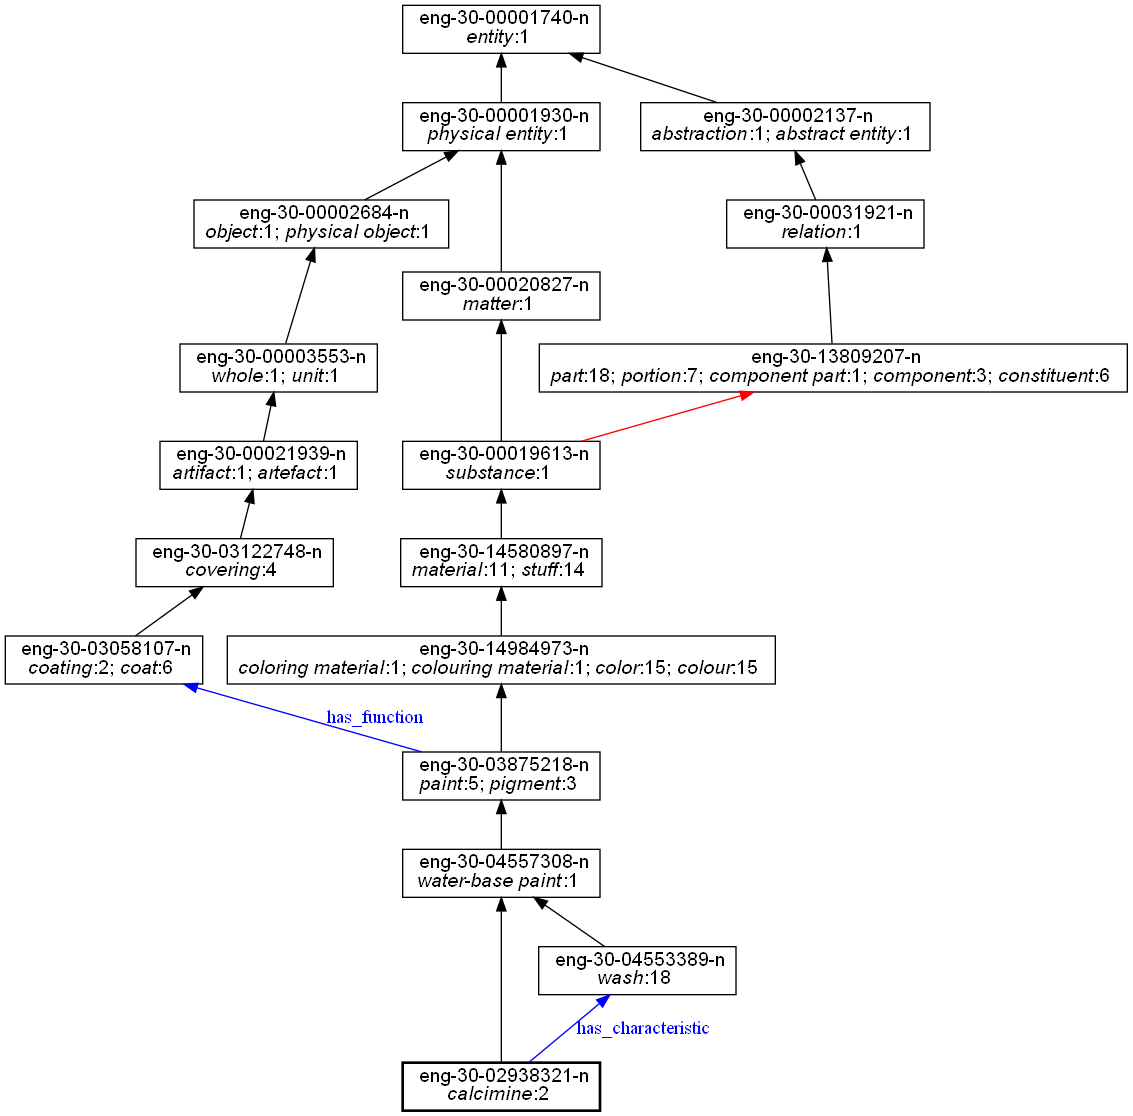 eng-30-00001740-n
entity:1
eng-30-00001930-n
physical entity:1
eng-30-00002137-n
abstraction:1; abstract entity:1
eng-30-00002684-n
object:1; physical object:1
eng-30-00031921-n
relation:1
eng-30-00020827-n
matter:1
eng-30-00003553-n
whole:1; unit:1
eng-30-13809207-n
part:18; portion:7; component part:1; component:3; constituent:6
eng-30-00021939-n
artifact:1; artefact:1
eng-30-00019613-n
substance:1
eng-30-03122748-n
covering:4
eng-30-14580897-n
material:11; stuff:14
eng-30-03058107-n
coating:2; coat:6
eng-30-14984973-n
coloring material:1; colouring material:1; color:15; colour:15
has_function
eng-30-03875218-n
paint:5; pigment:3
eng-30-04557308-n
water-base paint:1
eng-30-04553389-n
wash:18
has_characteristic
eng-30-02938321-n
calcimine:2